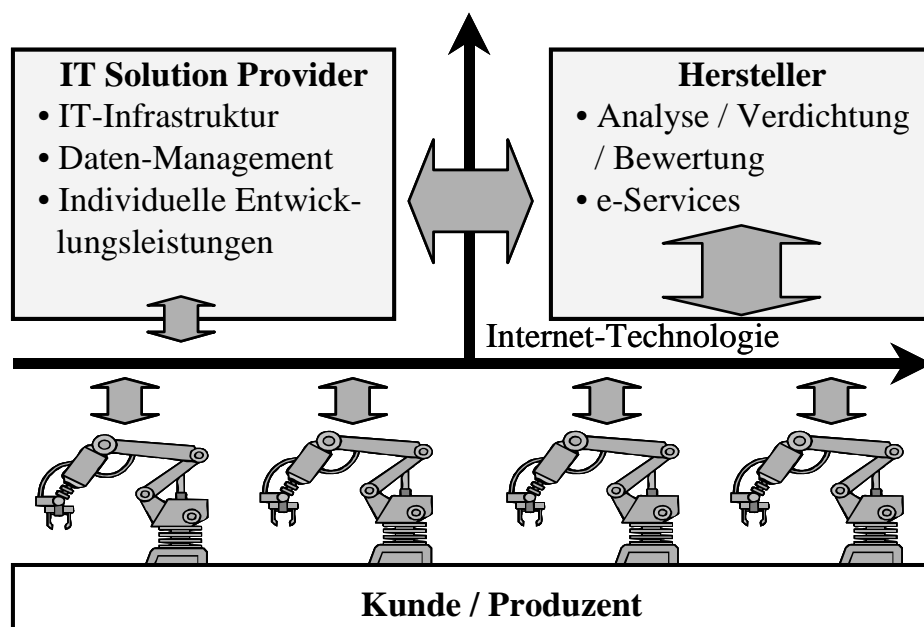 IT Solution Provider
• IT-Infrastruktur
• Daten-Management
• Individuelle Entwick-
lungsleistungen
Hersteller
• Analyse / Verdichtung
/ Bewertung
• e-Services
Internet-Technologie
Kunde / Produzent